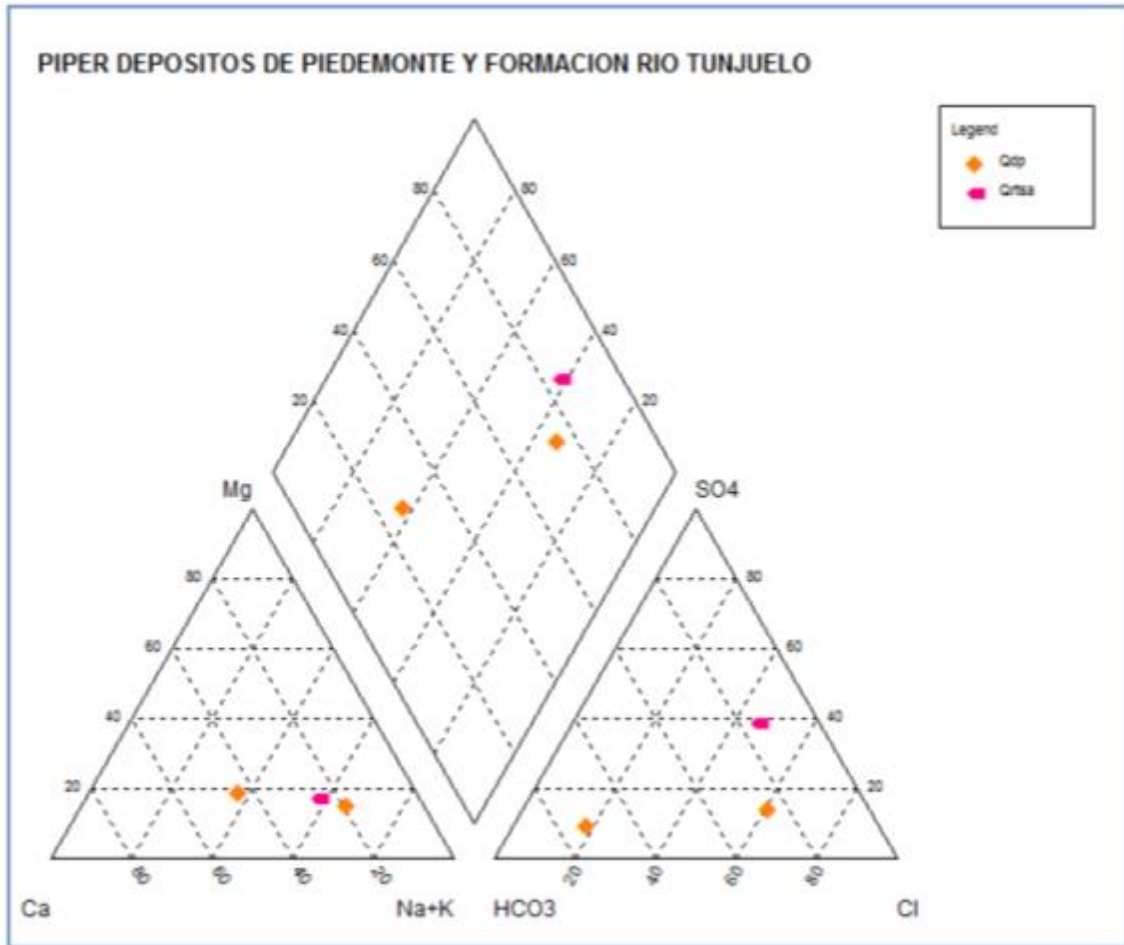 PIPER DEPOSITOS DE PIEDEMONTE Y FORMACION RIO TUNJUELO
Legend
Qdp
Qrtsa
80 80
60 60
40 40
20 20
Mg SO4
80 80
60 60
40 40
20 20
80 60 40 20 20 40 60 80
Ca Na+K HCO3 Cl